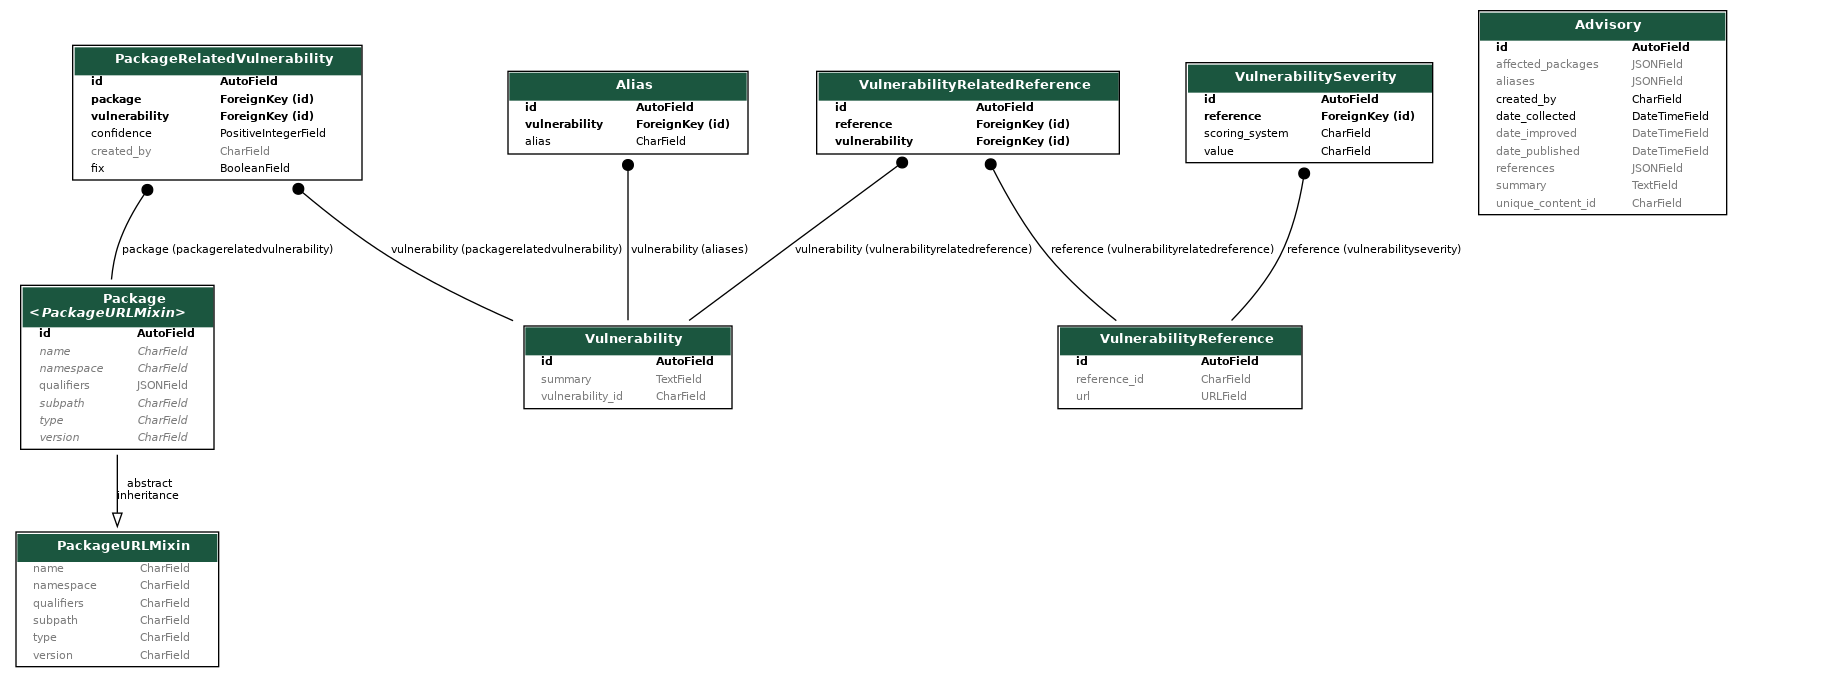 PackageRelatedVulnerability
id AutoField
package ForeignKey (id)
vulnerability ForeignKey (id)
confidence PositiveIntegerField
created_by CharField
fix BooleanField
Alias
id AutoField
vulnerability ForeignKey (id)
alias CharField
VulnerabilityRelatedReference
id AutoField
reference ForeignKey (id)
vulnerability ForeignKey (id)
VulnerabilitySeverity
id AutoField
reference ForeignKey (id)
scoring_system CharField
value CharField
Advisory
id AutoField
affected_packages JSONField
aliases JSONField
created_by CharField
date_collected DateTimeField
date_improved DateTimeField
date_published DateTimeField
references JSONField
summary TextField
unique_content_id CharField
package (packagerelatedvulnerability)
vulnerability (packagerelatedvulnerability)
vulnerability (aliases)
vulnerability (vulnerabilityrelatedreference)
reference (vulnerabilityrelatedreference)
reference (vulnerabilityseverity)
Package
<PackageURLMixin>
id AutoField
name CharField
namespace CharField
qualifiers JSONField
subpath CharField
type CharField
version CharField
Vulnerability
id AutoField
summary TextField
vulnerability_id CharField
VulnerabilityReference
id AutoField
reference_id CharField
url URLField
abstract
inheritance
PackageURLMixin
name CharField
namespace CharField
qualifiers CharField
subpath CharField
type CharField
version CharField